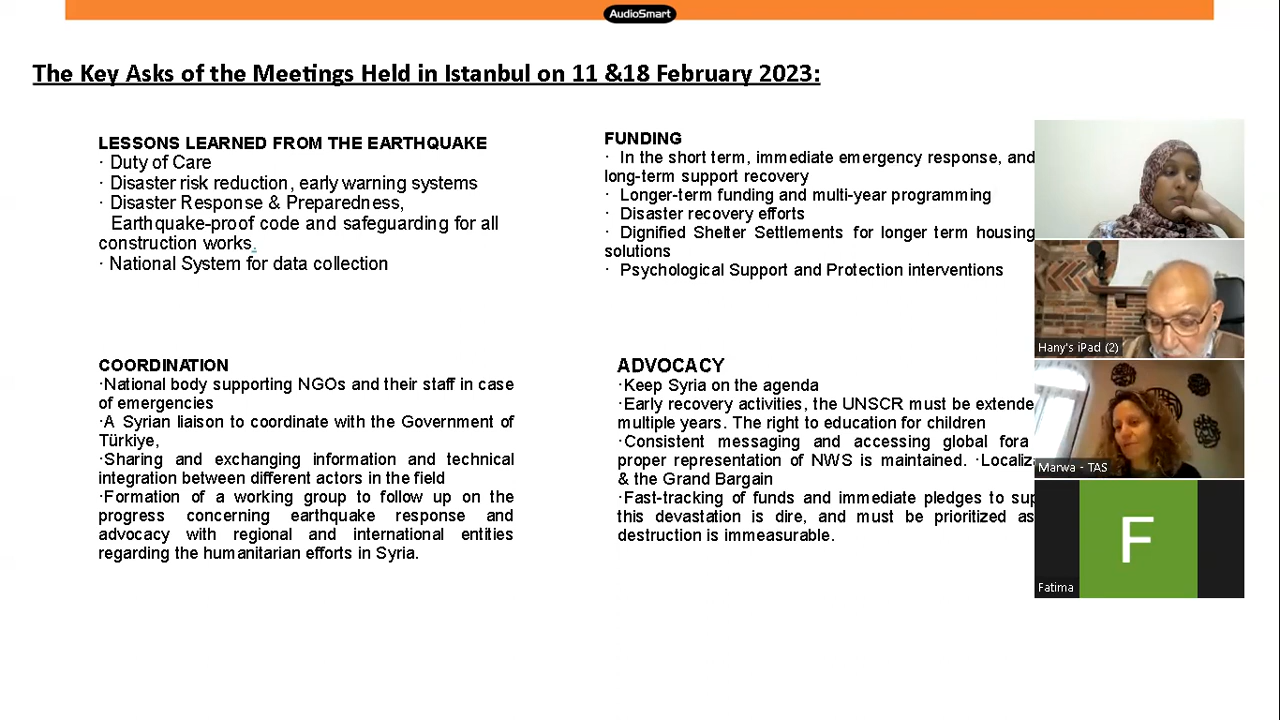 AudioSmart
The Key Asks of the Meetings Held in Istanbul on 11 &18 February 2023:
LESSONS LEARNED FROM THE EARTHQUAKE
· Duty of Care
· Disaster risk reduction, early warning systems
· Disaster Response & Preparedness,
Earthquake-proof code and safeguarding for all
construction works.
· National System for data collection
FUNDING
· In the short term, immediate emergency response, and
long-term support recovery
· Longer-term funding and multi-year programming
· Disaster recovery efforts
· Dignified Shelter Settlements for longer term housing
solutions
· Psychological Support and Protection interventions
COORDINATION
·National body supporting NGOs and their staff in case
of emergencies
·A Syrian liaison to coordinate with the Government of
Türkiye,
·Sharing and exchanging information and technical
integration between different actors in the field
·Formation of a working group to follow up on the
progress concerning earthquake response and
advocacy with regional and international entities
regarding the humanitarian efforts in Syria.
ADVOCACY
·Keep Syria on the agenda
·Early recovery activities, the UNSCR must be extende
multiple years. The right to education for children
·Consistent messaging and accessing global fora
proper representation of NWS is maintained. ·Localiz
& the Grand Bargain
·Fast-tracking of funds and immediate pledges to sup
this devastation is dire, and must be prioritized as
destruction is immeasurable.
Hany's iPad (2)
Marwa - TAS
F
Fatima